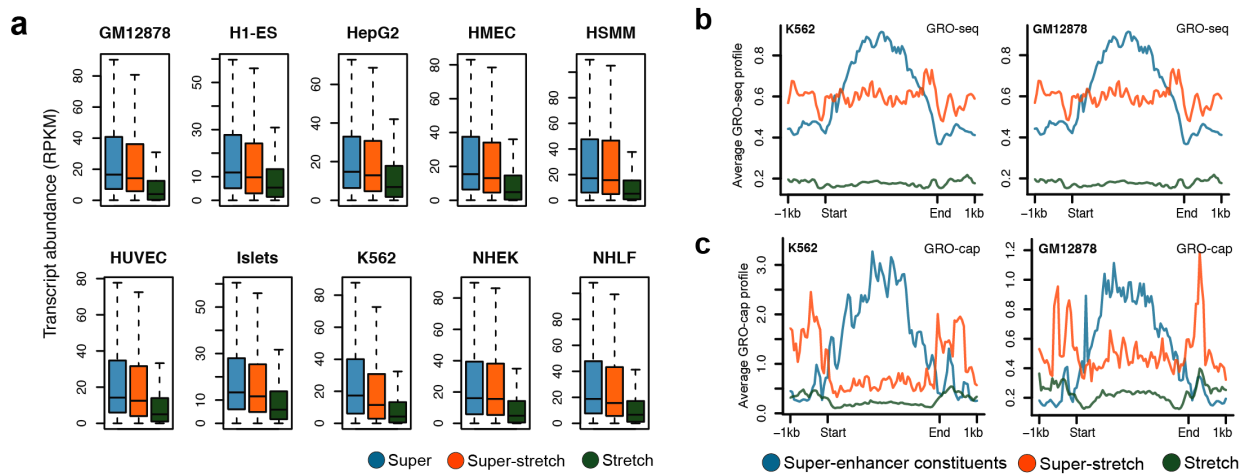 a
Transcript abundance (RPKM)
GM12878
H1-ES
HepG2
HMEC
HSMM
80
60
40
20
0
50
30
10
0
60
40
20
0
80
60
40
20
0
80
60
40
20
0
HUVEC
Islets
K562
NHEK
NHLF
80
60
40
20
0
50
30
10
0
80
60
40
20
0
80
60
40
20
0
80
60
40
20
0
Super
Super-stretch
Stretch
b
Average GRO-seq profile
K562
GRO-seq
0.8
0.6
0.4
0.2
−1kb
Start
End
1kb
GM12878
GRO-seq
0.8
0.6
0.4
0.2
−1kb
Start
End
1kb
c
Average GRO-cap profile
K562
GRO-cap
3.0
2.0
1.0
0.0
−1kb
Start
End
1kb
GM12878
GRO-cap
1.2
1.0
0.8
0.6
0.4
0.2
−1kb
Start
End
1kb
Super-enhancer constituents
Super-stretch
Stretch